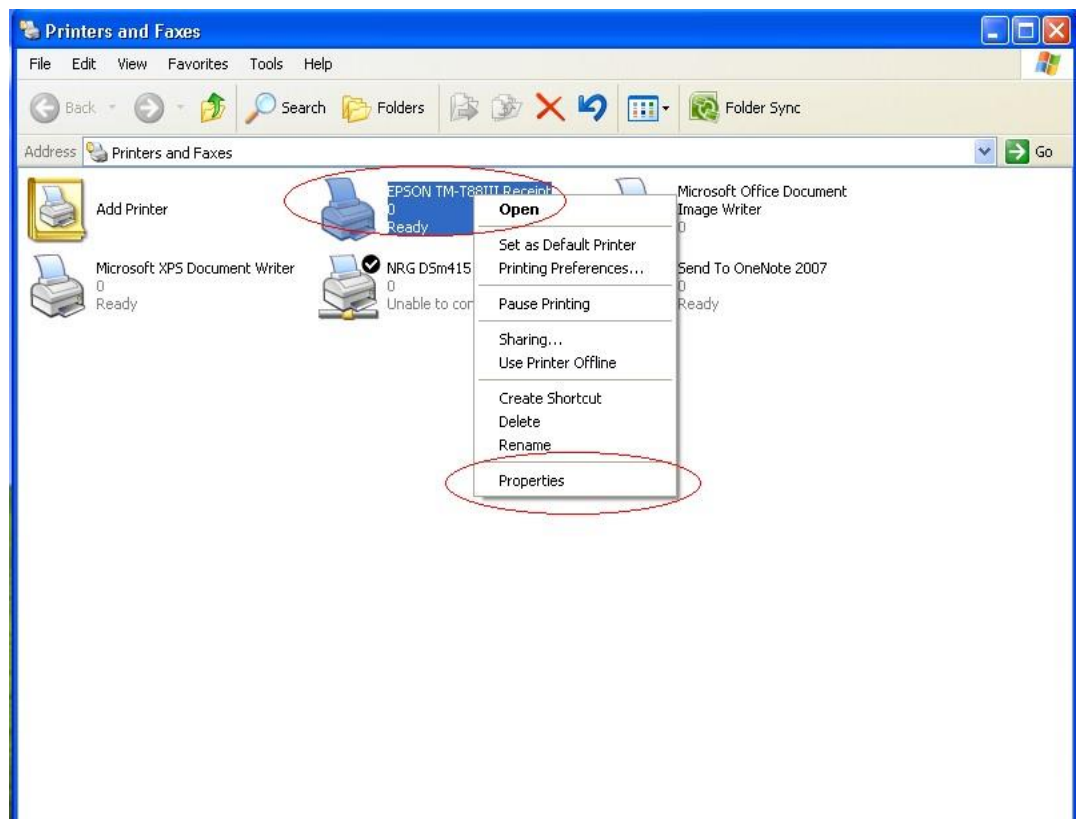 Printers and Faxes
File Edit View Favorites Tools Help
Back Search Folders Folder Sync
Address Printers and Faxes Go
Add Printer
EPSON TM-T88III Receipt
0
Ready
Microsoft Office Document
Image Writer
0
Microsoft XPS Document Writer
0
Ready
NRG DSm415
0
Unable to
Send To OneNote 2007
0
Ready
Open
Set as Default Printer
Printing Preferences...
Pause Printing
Sharing...
Use Printer Offline
Create Shortcut
Delete
Rename
Properties